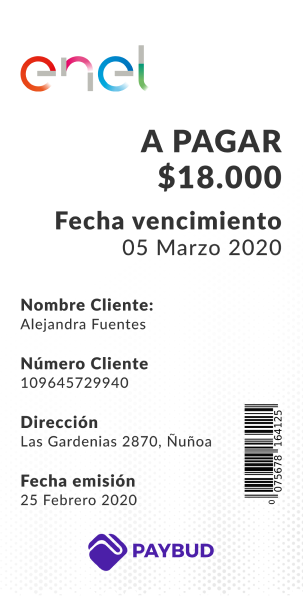 enel
A PAGAR
$18.000
Fecha vencimiento
05 Marzo 2020
Nombre Cliente:
Alejandra Fuentes
Número Cliente
109645729940
Dirección
Las Gardenias 2870, Ñuñoa
Fecha emisión
25 Febrero 2020
0 075678 164125
PAYBUD